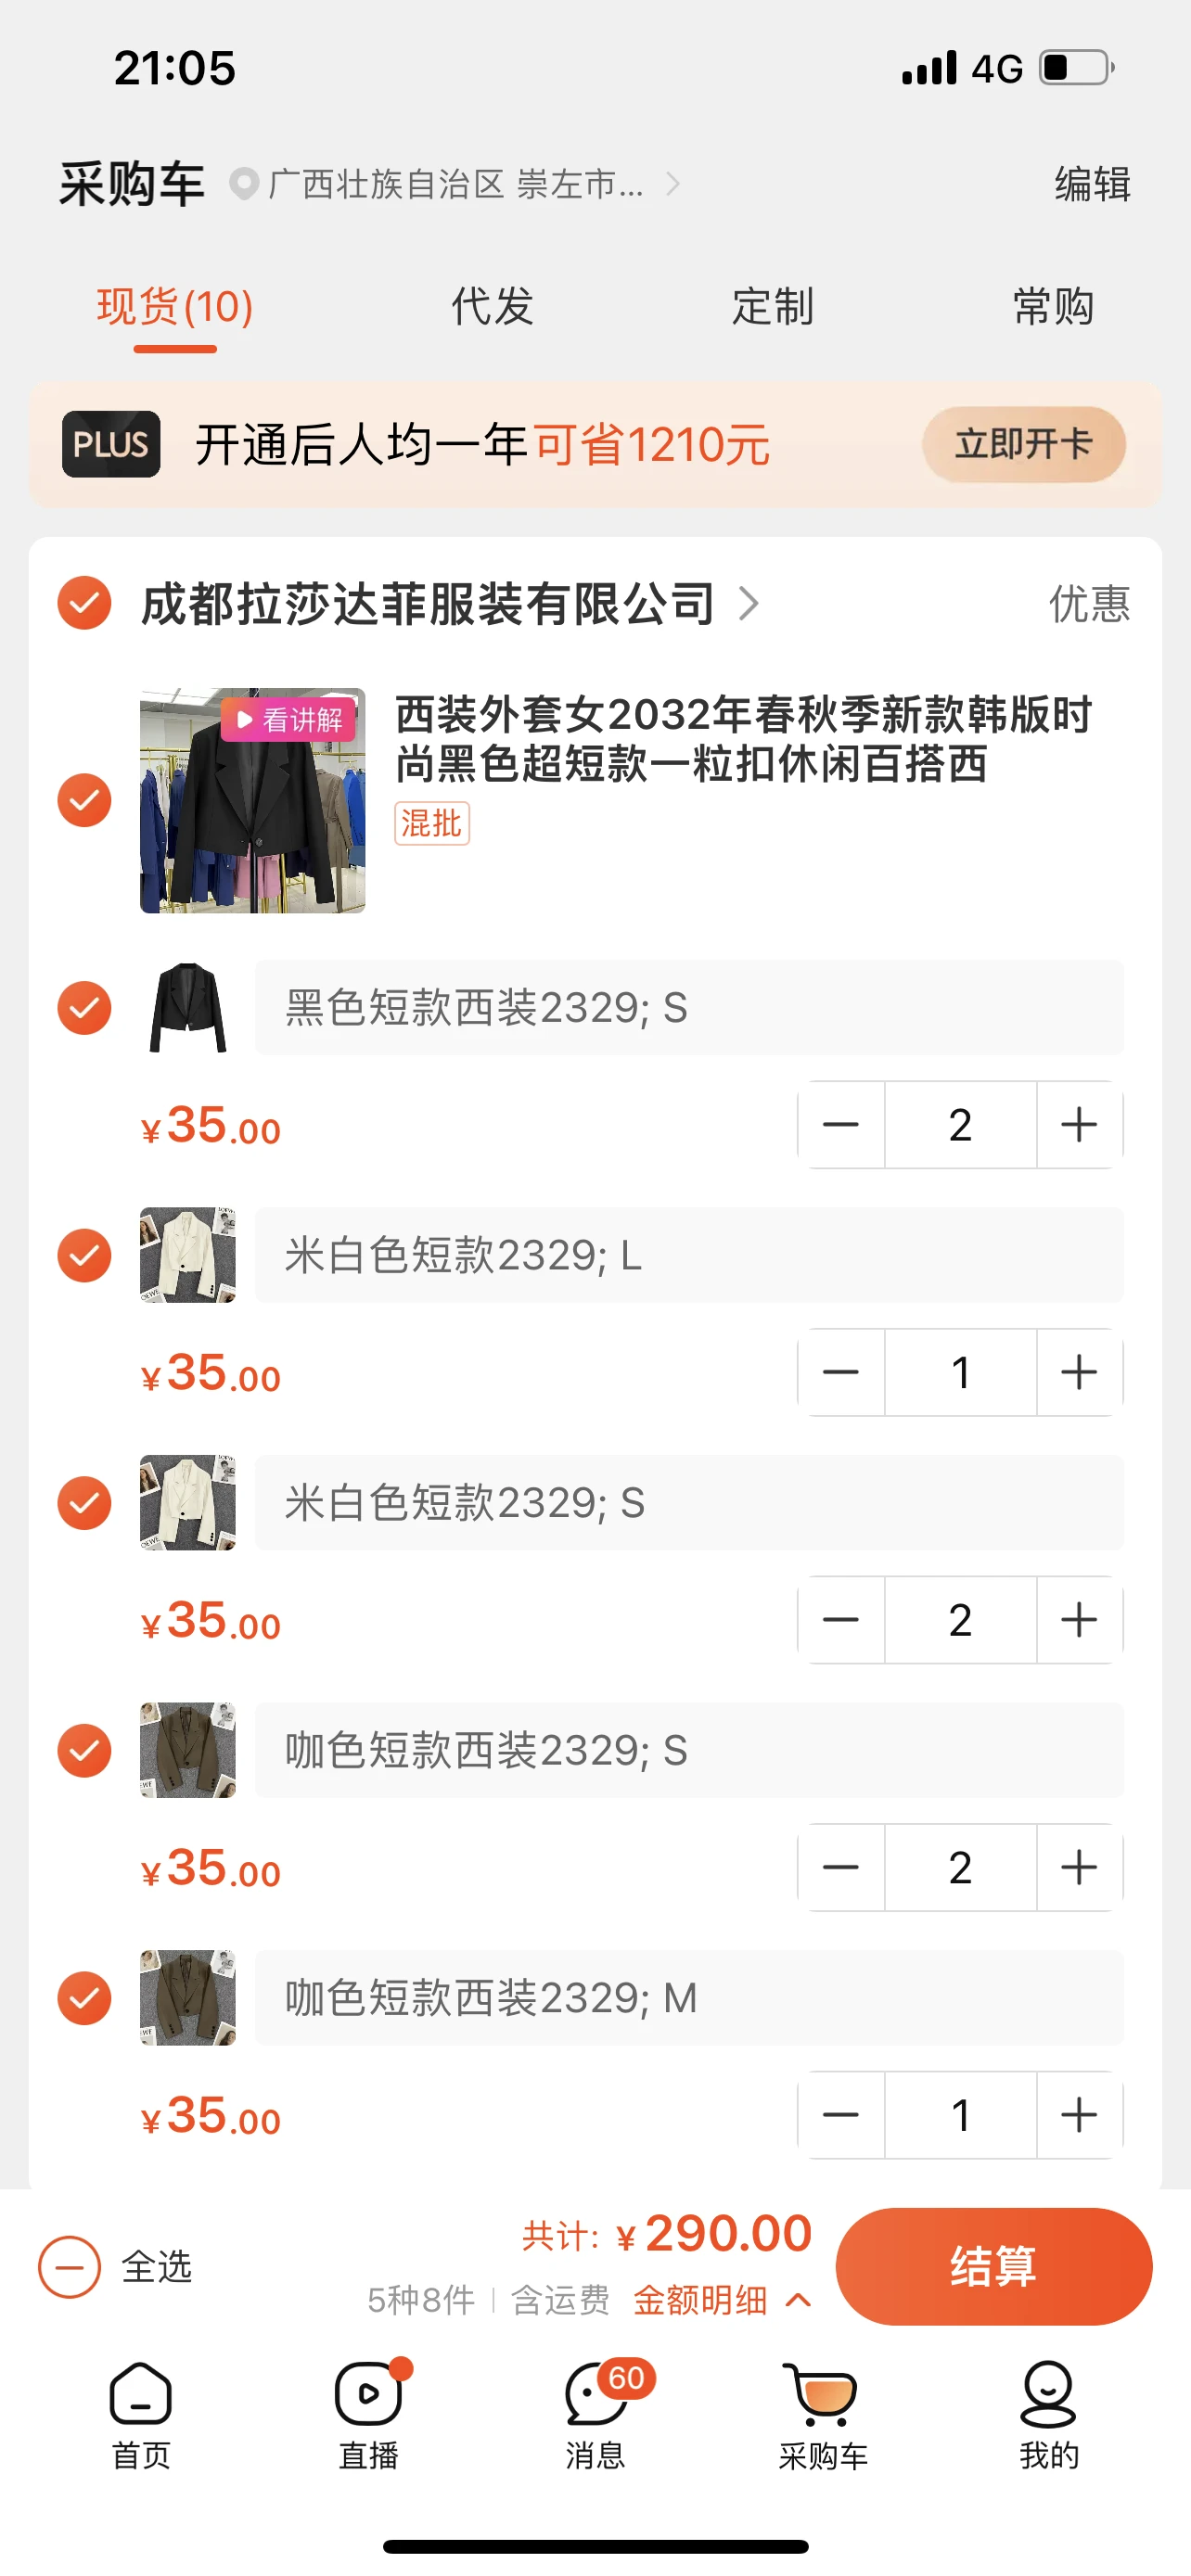 21:05
4G
采购车
广西壮族自治区 崇左市...
编辑
现货(10)
代发
定制
常购
PLUS
开通后人均一年可省1210元
立即开卡
成都拉莎达菲服装有限公司
优惠
看讲解
西装外套女2032年春秋季新款韩版时
尚黑色超短款一粒扣休闲百搭西
混批
黑色短款西装2329; S
¥35.00
2
米白色短款2329; L
¥35.00
1
米白色短款2329; S
¥35.00
2
咖色短款西装2329; S
¥35.00
2
咖色短款西装2329; M
¥35.00
1
全选
共计: ¥290.00
5种8件 | 含运费 金额明细
结算
首页
直播
60
消息
采购车
我的